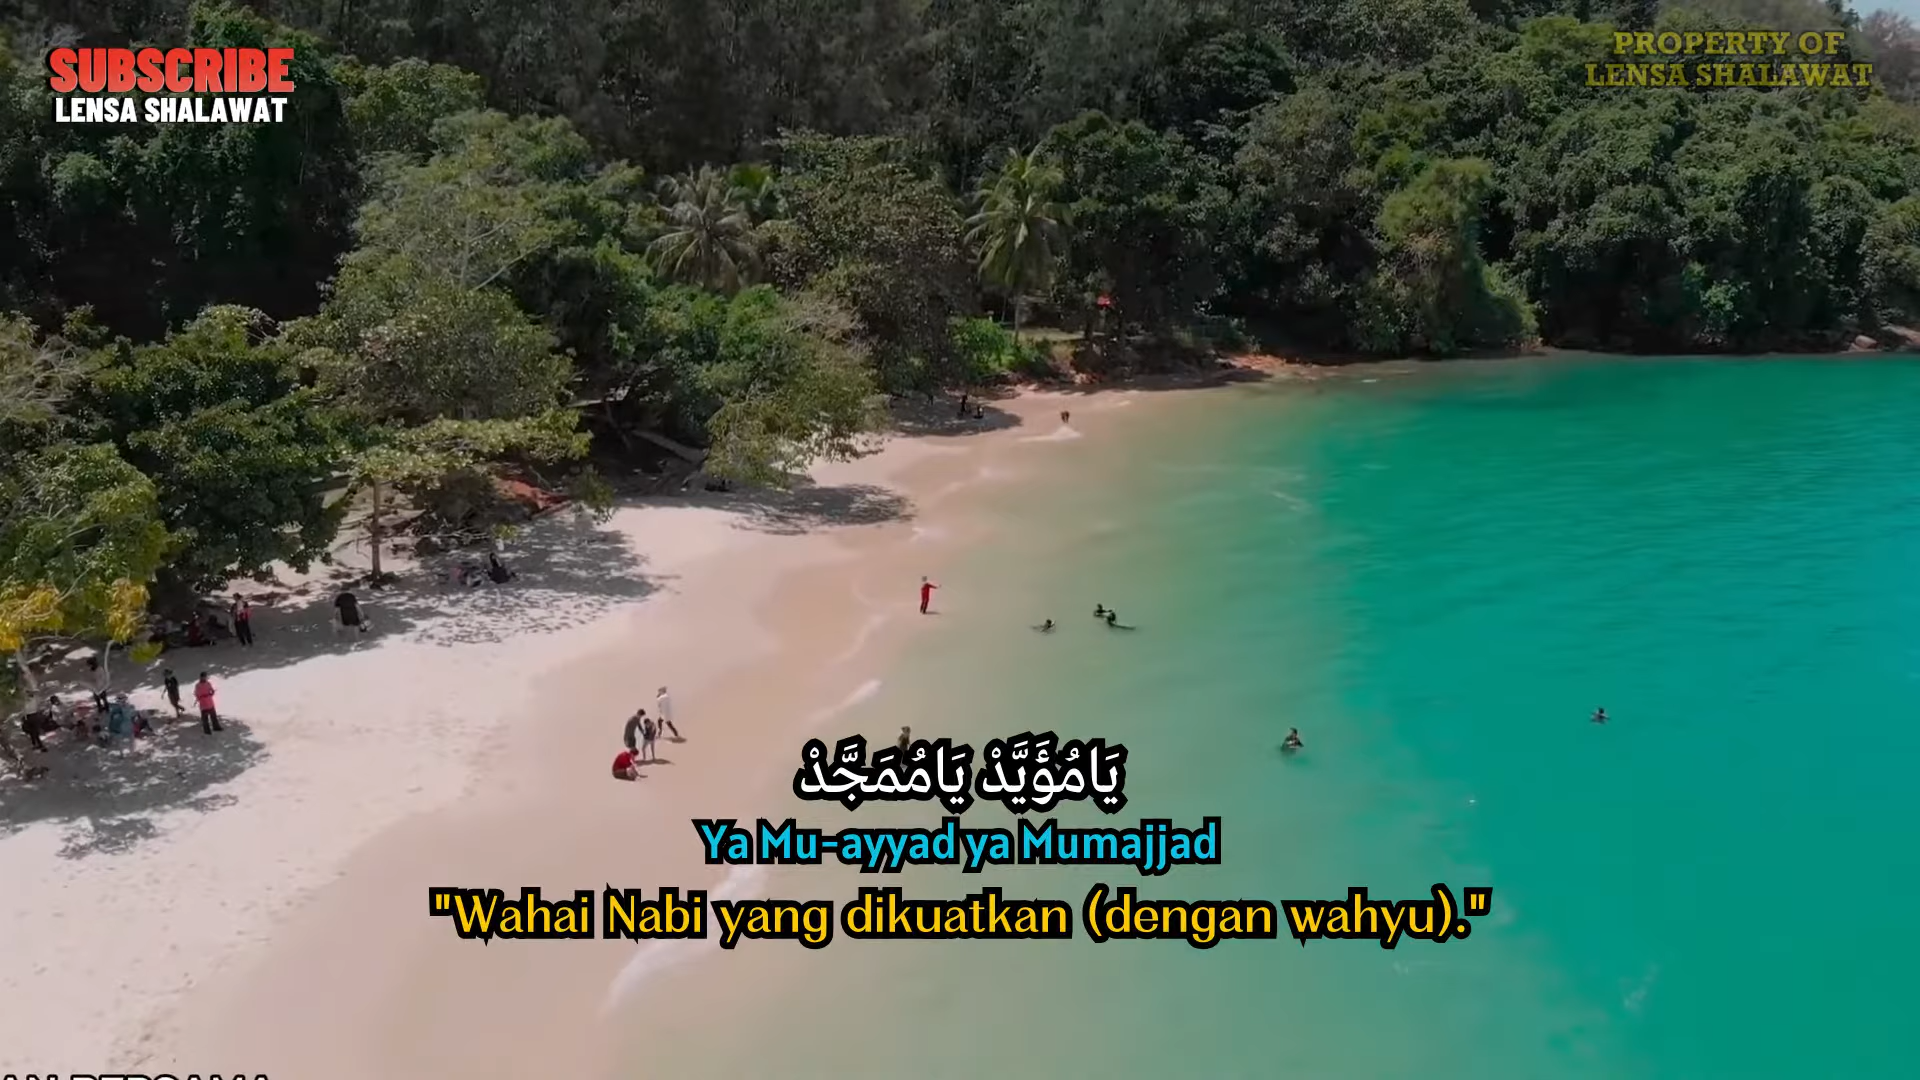 SUBSCRIBE
LENSA SHALAWAT
PROPERTY OF
LENSA SHALAWAT
يَامُؤَيَّدْ يَامُمَجَّدْ
Ya Mu-ayyad ya Mumajjad
"Wahai Nabi yang dikuatkan (dengan wahyu)."